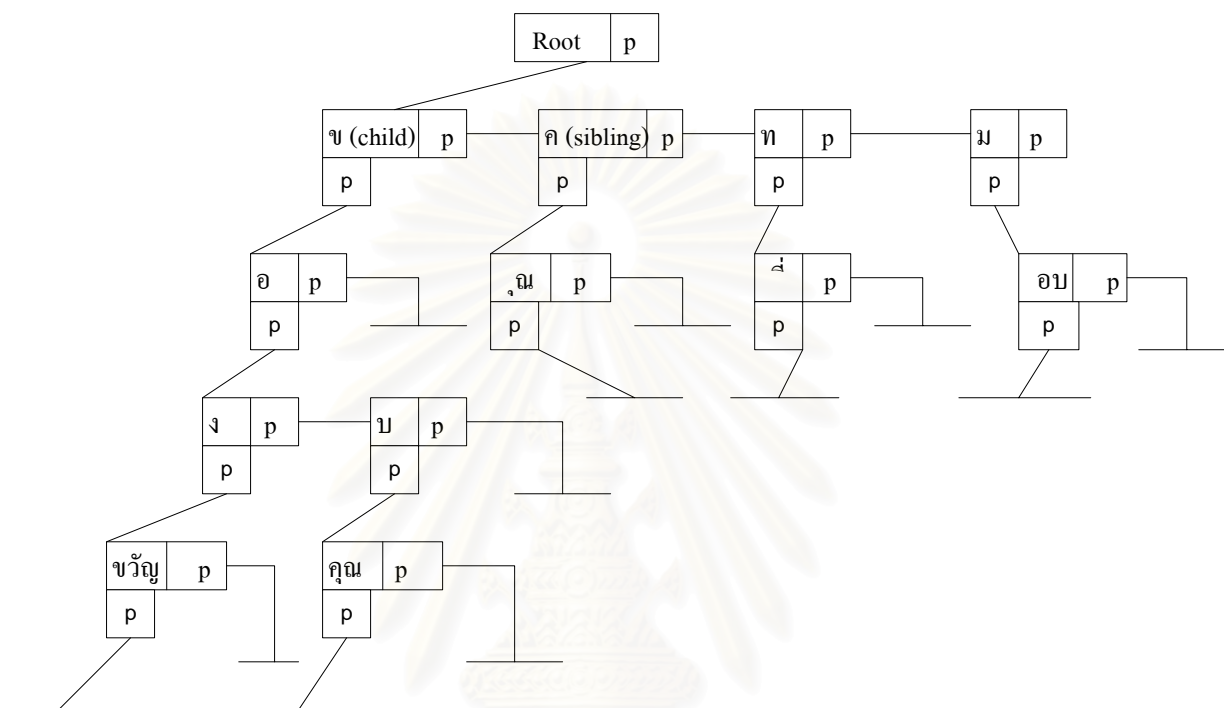 Root p
ข (child) p ค (sibling) p ท p ม p
p p p p
อ p ุณ p ี่ p อบ p
p p p p
ง p บ p
p p
ขวัญ p คุณ p
p p